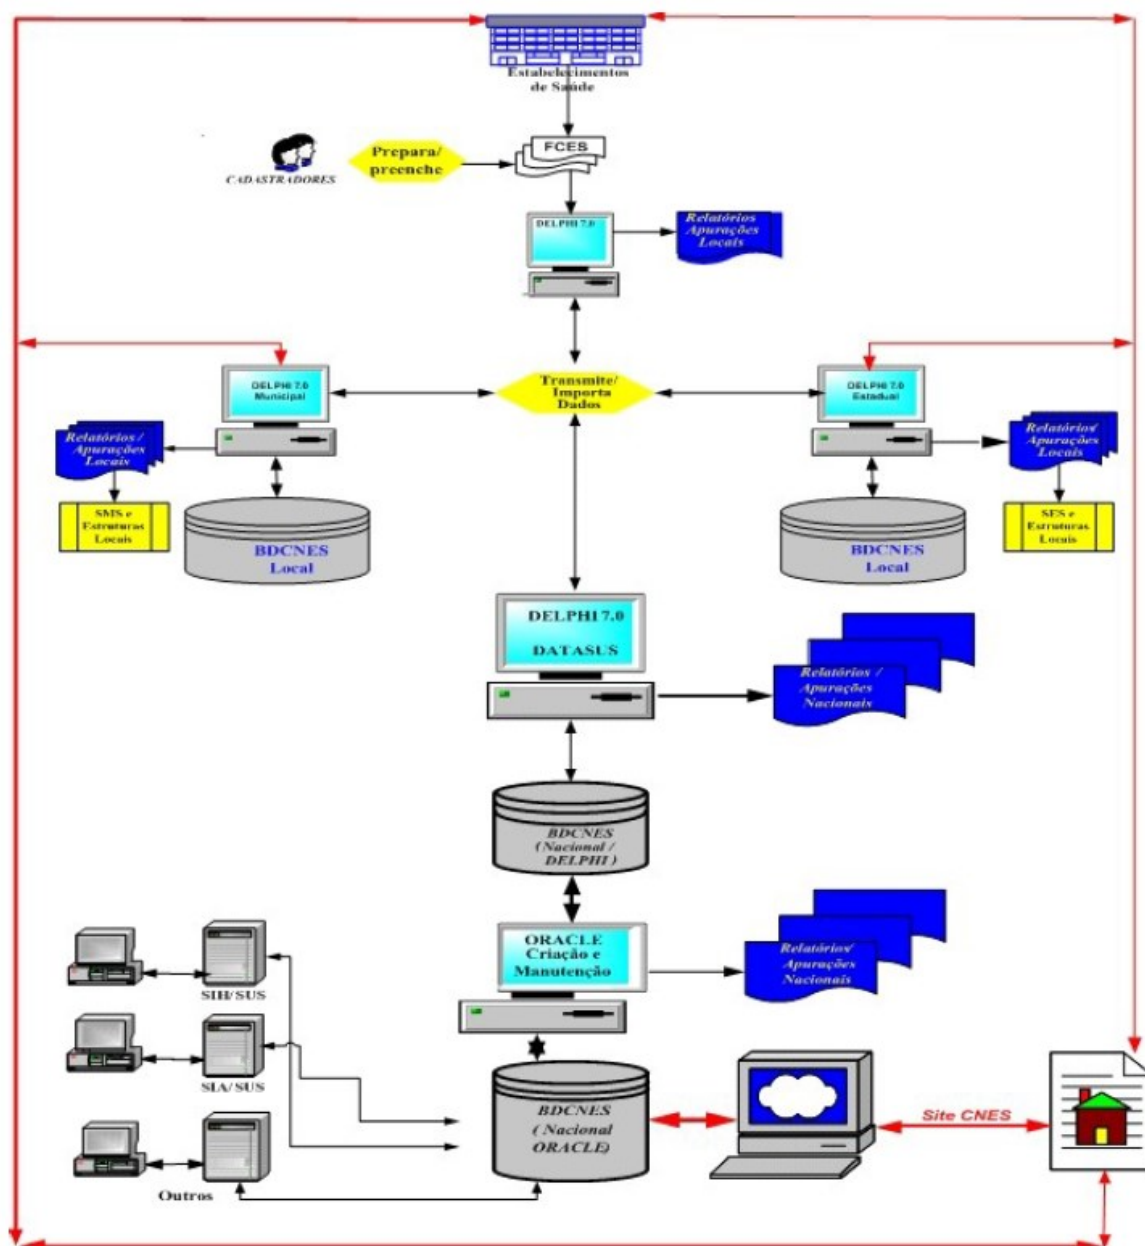 Estabelecimentos
de Saúde
FCES
Prepara/
preenche
CADASTRADORES
DELPHI 7.0
Relatórios
Apurações
Locais
DELPHI 7.0
Municipal
Transmite/
Importa
Dados
DELPHI 7.0
Estadual
Relatórios /
Apurações
Locais
Relatórios/
Apurações
Locais
SMS e
Estruturas
Locais
BDCNES
Local
BDCNES
Local
SES e
Estruturas
Locais
DELPHI 7.0
DATASUS
Relatórios /
Apurações
Nacionais
BDCNES
(Nacional /
DELPHI)
ORACLE
Criação e
Manutenção
Relatórios/
Apurações
Nacionais
SIH/SUS
SIA/SUS
BDCNES
( Nacional
ORACLE)
Site CNES
Outros